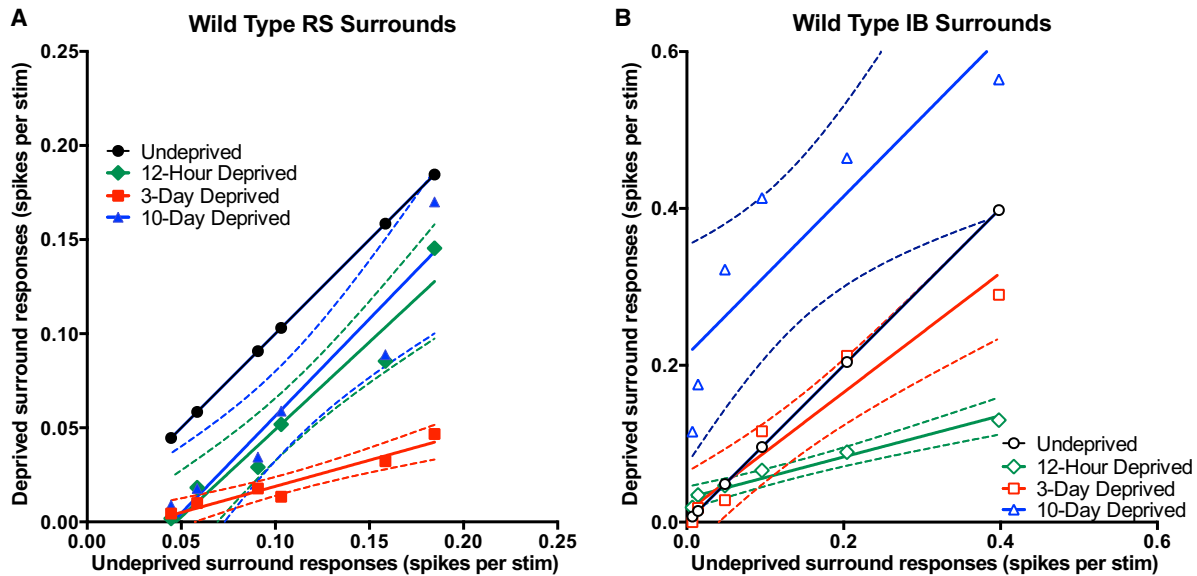 A
Wild Type RS Surrounds
Deprived surround responses (spikes per stim)
0.25
0.20
0.15
0.10
0.05
0.00
Undeprived
12-Hour Deprived
3-Day Deprived
10-Day Deprived
0.00 0.05 0.10 0.15 0.20 0.25
Undeprived surround responses (spikes per stim)
B
Wild Type IB Surrounds
Deprived surround responses (spikes per stim)
0.6
0.4
0.2
0.0
Undeprived
12-Hour Deprived
3-Day Deprived
10-Day Deprived
0.0 0.2 0.4 0.6
Undeprived surround responses (spikes per stim)